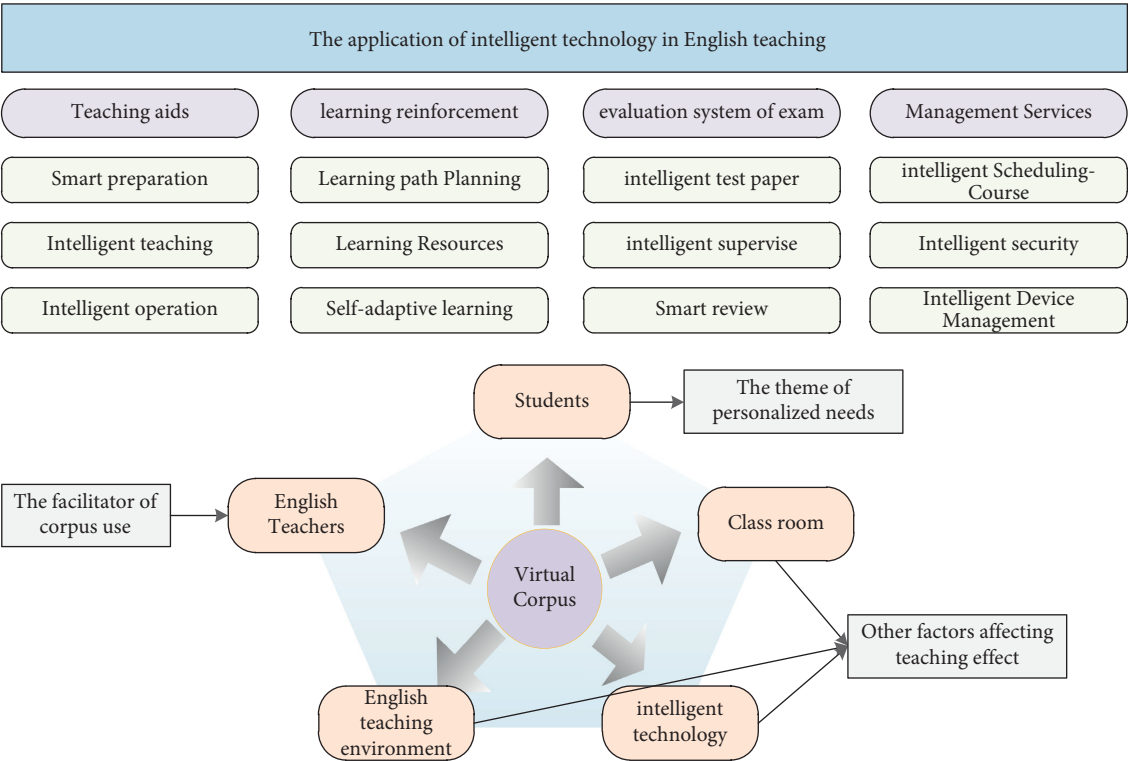 The application of intelligent technology in English teaching
Teaching aids
learning reinforcement
evaluation system of exam
Management Services
Smart preparation
Learning path Planning
intelligent test paper
intelligent Scheduling-
Course
Intelligent teaching
Learning Resources
intelligent supervise
Intelligent security
Intelligent operation
Self-adaptive learning
Smart review
Intelligent Device
Management
Students
The theme of
personalized needs
The facilitator of
corpus use
English
Teachers
Class room
Virtual
Corpus
Other factors affecting
teaching effect
English
teaching
environment
intelligent
technology